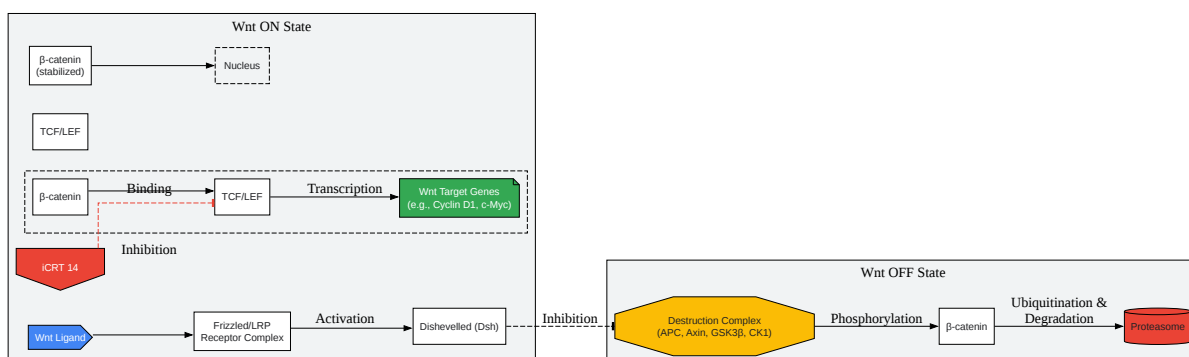 Wnt ON State
β-catenin
(stabilized)
Nucleus
TCF/LEF
β-catenin
Binding
TCF/LEF
Transcription
Wnt Target Genes
(e.g., Cyclin D1, c-Myc)
Inhibition
iCRT 14
Wnt Ligand
Frizzled/LRP
Receptor Complex
Activation
Dishevelled (Dsh)
Inhibition
Wnt OFF State
Destruction Complex
(APC, Axin, GSK3β, CK1)
Phosphorylation
β-catenin
Ubiquitination &
Degradation
Proteasome